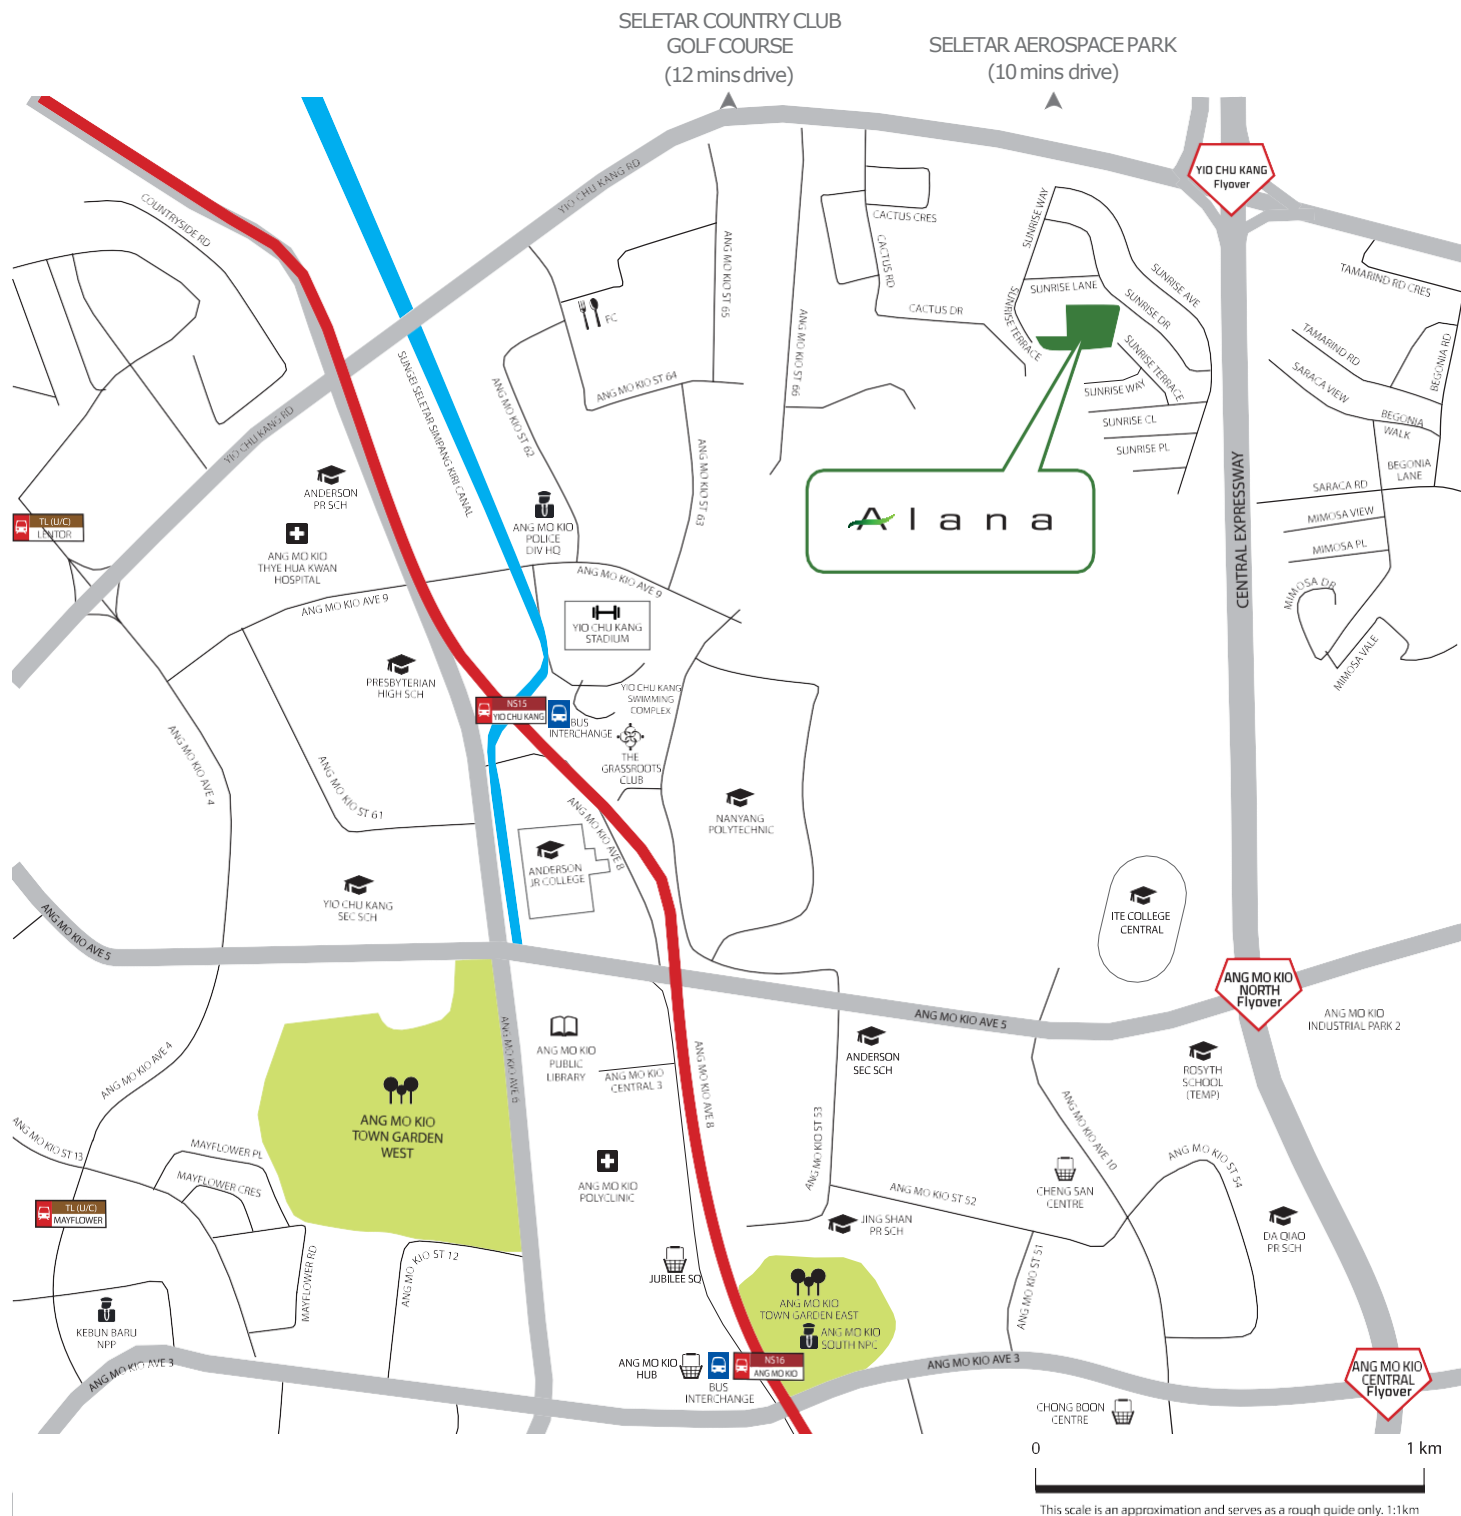 SELETAR COUNTRY CLUB
GOLF COURSE
(12 mins drive)
SELETAR AEROSPACE PARK
(10 mins drive)
YIO CHU KANG
Flyover
YIO CHU KANG RD
COUNTRYSIDE RD
CACTUS CRES
CACTUS RD
CACTUS DR
SUNRISE WAY
SUNRISE AVE
SUNRISE LANE
SUNRISE DR
SUNRISE TERRACE
SUNRISE TERRACE
SUNRISE WAY
SUNRISE CL
SUNRISE PL
TAMARIND RD CRES
TAMARIND RD
BEGONIA RD
SARACA VIEW
BEGONIA
WALK
BEGONIA
LANE
SARACA RD
MIMOSA VIEW
MIMOSA PL
MIMOSA DR
MIMOSA VALE
ANG MO KIO ST 65
ANG MO KIO ST 66
FC
ANG MO KIO ST 64
ANG MO KIO ST 62
ANG MO KIO ST 63
SUNGEI SELETAR SIMPANG KIRI CANAL
YIO CHU KANG RD
CENTRAL EXPRESSWAY
Alana
ANDERSON
PR SCH
TL (U/C)
LENTOR
ANG MO KIO
THYE HUA KWAN
HOSPITAL
ANG MO KIO
POLICE
DIV HQ
ANG MO KIO AVE 9
ANG MO KIO AVE 9
YIO CHU KANG
STADIUM
PRESBYTERIAN
HIGH SCH
YIO CHU KANG
SWIMMING
COMPLEX
NS15
YIO CHU KANG
BUS
INTERCHANGE
THE
GRASSROOTS
CLUB
ANG MO KIO AVE 4
ANG MO KIO ST 61
ANG MO KIO AVE 8
NANYANG
POLYTECHNIC
ANDERSON
JR COLLEGE
YIO CHU KANG
SEC SCH
ITE COLLEGE
CENTRAL
ANG MO KIO AVE 5
ANG MO KIO
NORTH
Flyover
ANG MO KIO AVE 5
ANG MO KIO
INDUSTRIAL PARK 2
ANG MO KIO AVE 6
ANG MO KIO
PUBLIC
LIBRARY
ANG MO KIO
CENTRAL 3
ANG MO KIO AVE 8
ANDERSON
SEC SCH
ROSYTH
SCHOOL
(TEMP)
ANG MO KIO AVE 4
ANG MO KIO
TOWN GARDEN
WEST
ANG MO KIO ST 13
MAYFLOWER PL
MAYFLOWER CRES
ANG MO KIO ST 53
ANG MO KIO AVE 10
ANG MO KIO ST 54
ANG MO KIO
POLYCLINIC
CHENG SAN
CENTRE
ANG MO KIO ST 52
TL (U/C)
MAYFLOWER
JING SHAN
PR SCH
DA QIAO
PR SCH
MAYFLOWER RD
ANG MO KIO ST 12
JUBILEE SQ
ANG MO KIO ST 51
ANG MO KIO
TOWN GARDEN EAST
KEBUN BARU
NPP
ANG MO KIO
SOUTH NPC
ANG MO KIO AVE 3
ANG MO KIO
HUB
BUS
INTERCHANGE
NS16
ANG MO KIO
ANG MO KIO AVE 3
ANG MO KIO
CENTRAL
Flyover
CHONG BOON
CENTRE
0 1 km
This scale is an approximation and serves as a rough guide only. 1:1km